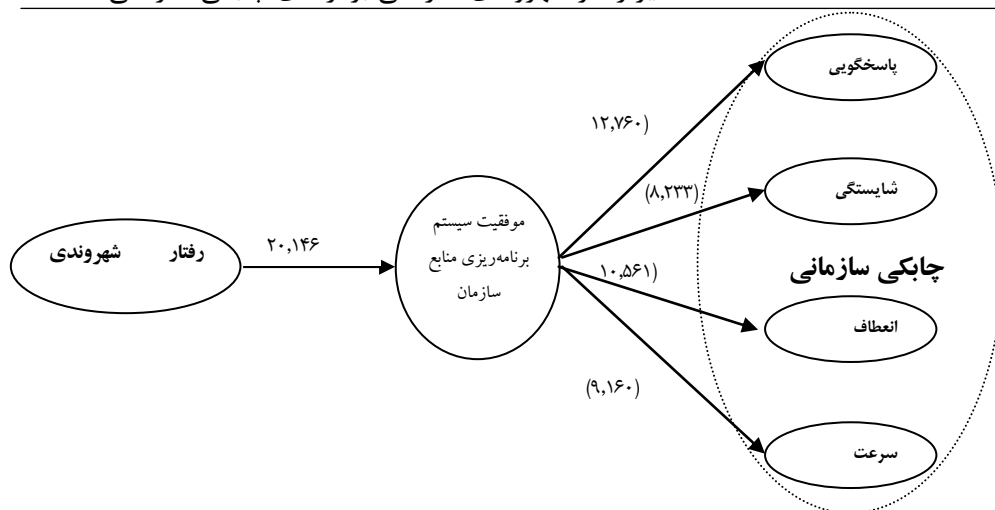 پاسخگویی
۱۲,۷۶۰)
(۸,۲۳۳)
شایستگی
موفقیت سیستم
برنامه‌ریزی منابع
سازمان
رفتار شهروندی
۲۰,۱۴۶
چابکی سازمانی
۱۰,۵۶۱)
انعطاف
(۹,۱۶۰)
سرعت